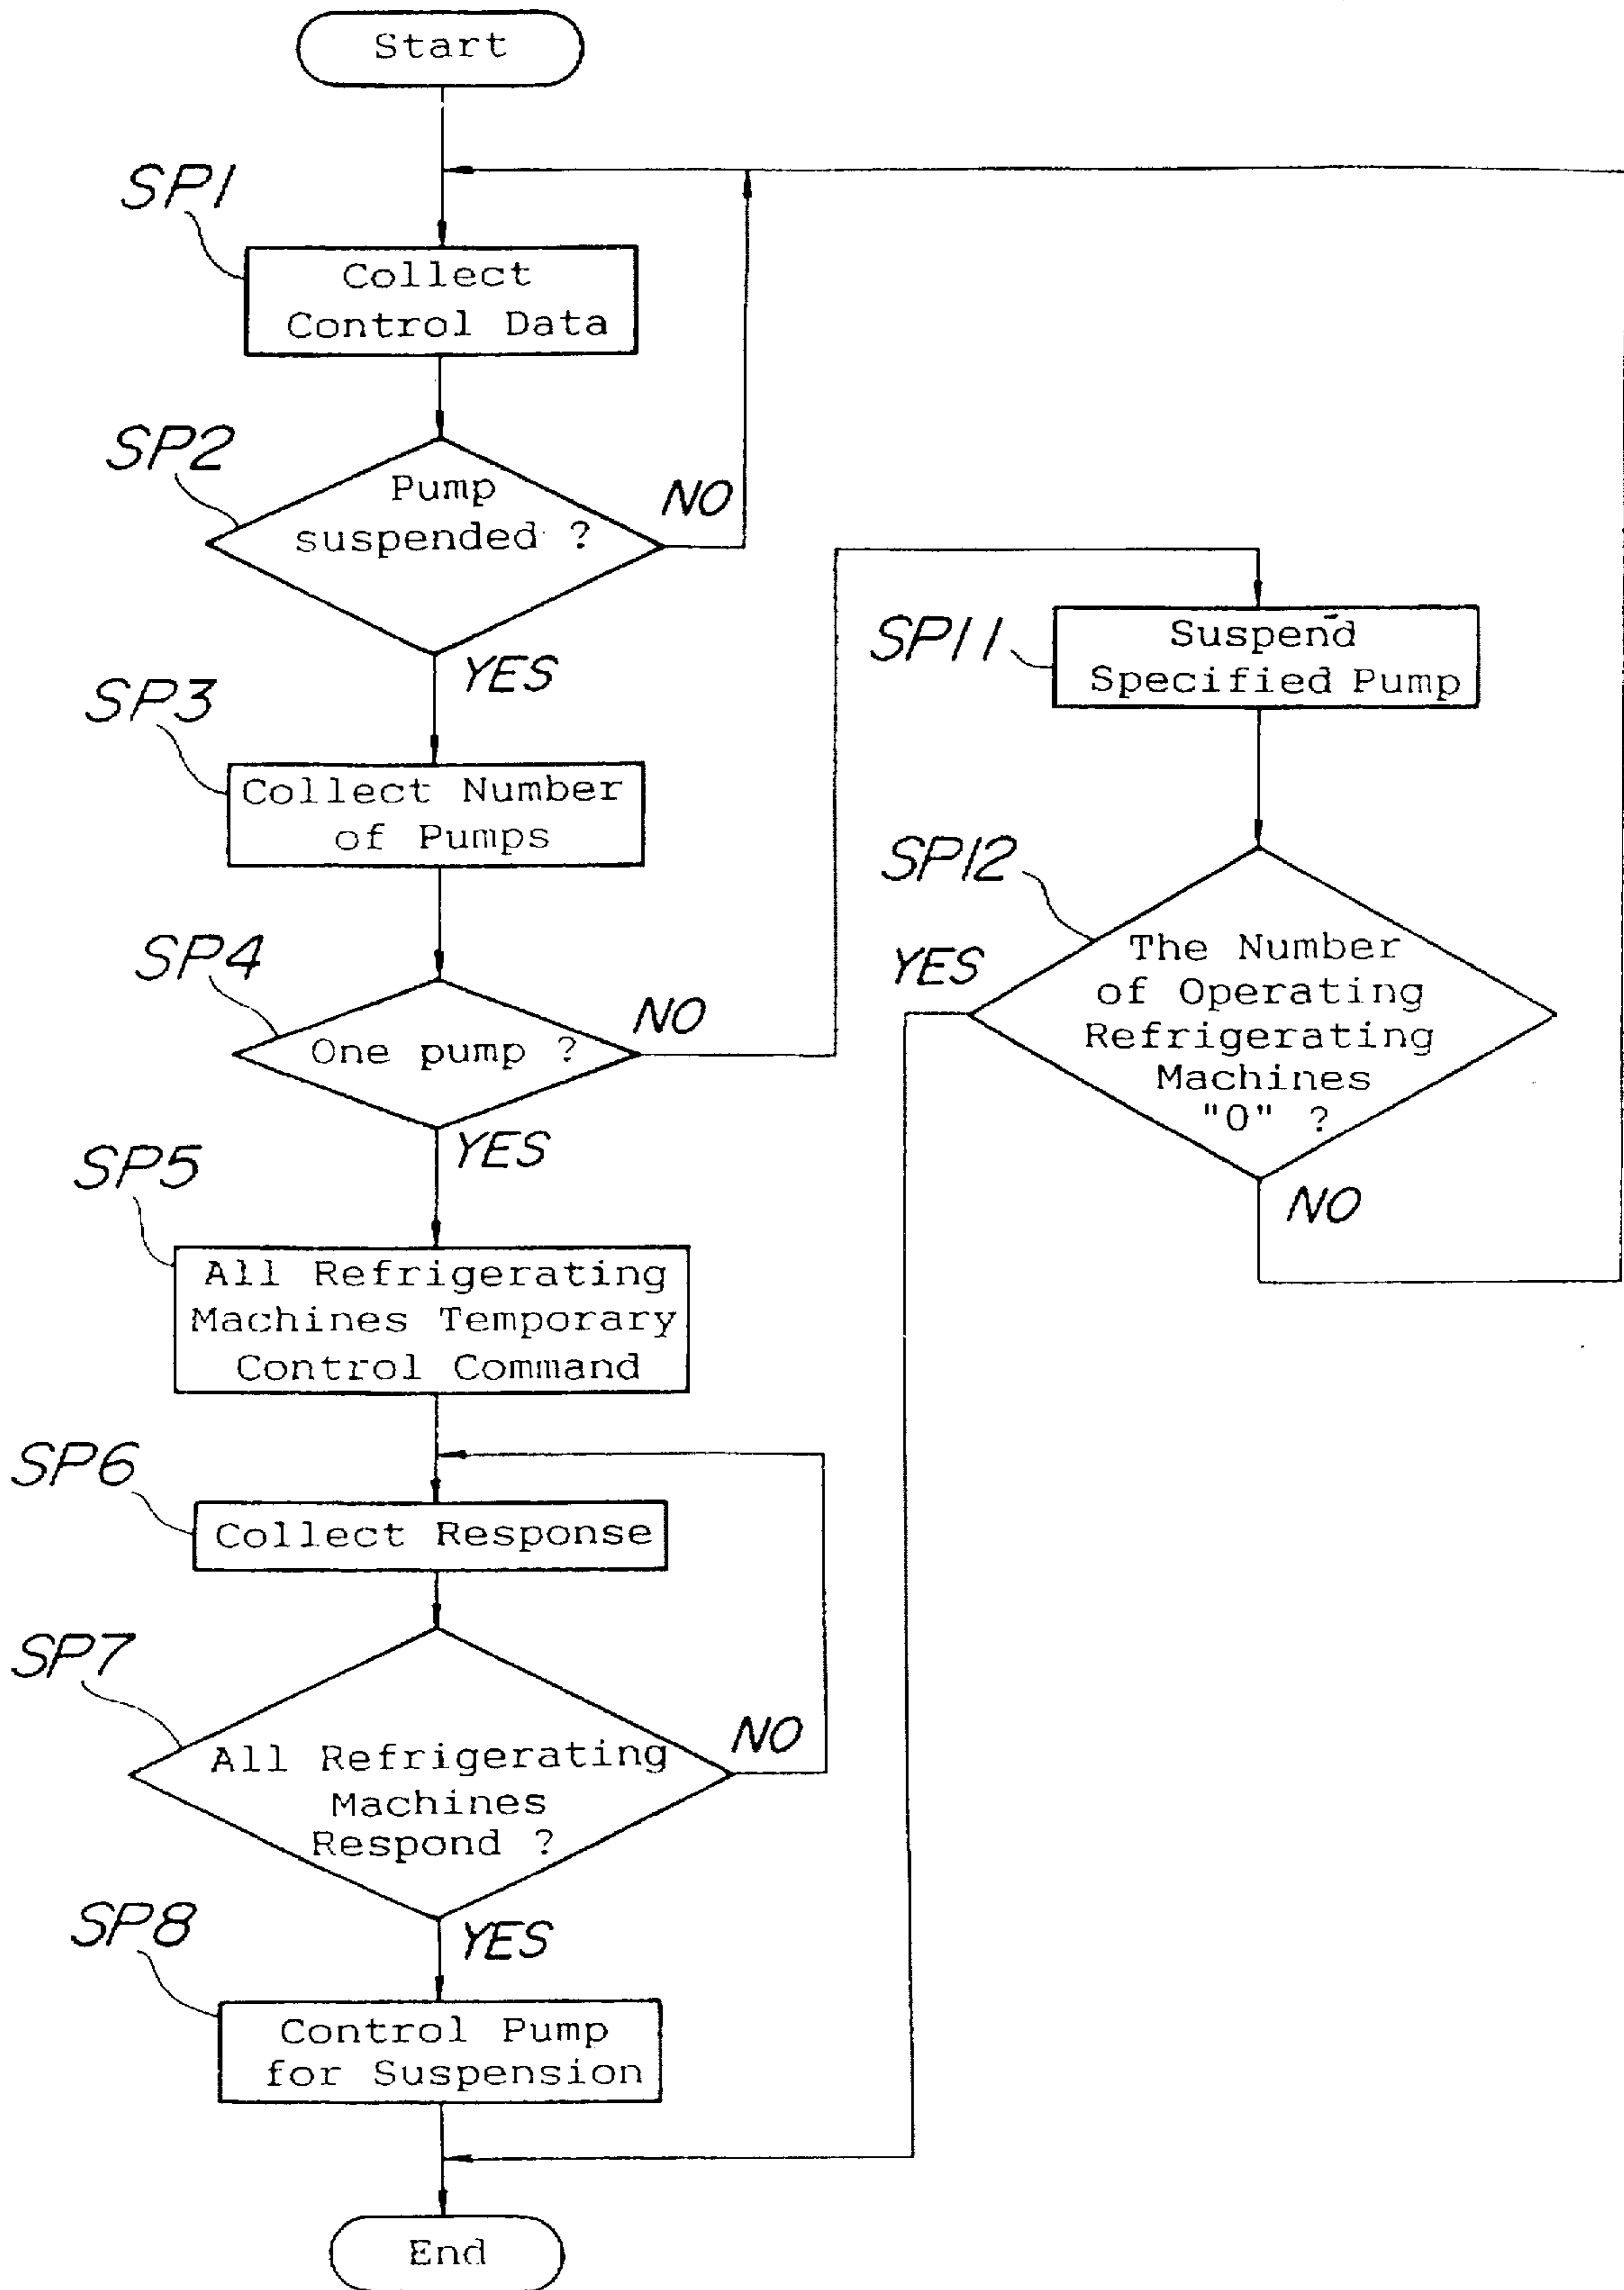 Start
SP1
Collect
Control Data
SP2
Pump
suspended ?
NO
YES
SP3
Collect Number
of Pumps
SP4
One pump ?
NO
YES
SP5
All Refrigerating
Machines Temporary
Control Command
SP6
Collect Response
SP7
All Refrigerating
Machines
Respond ?
NO
YES
SP8
Control Pump
for Suspension
End
SP11
Suspend
Specified Pump
SP12
The Number
of Operating
Refrigerating
Machines
"0" ?
YES
NO